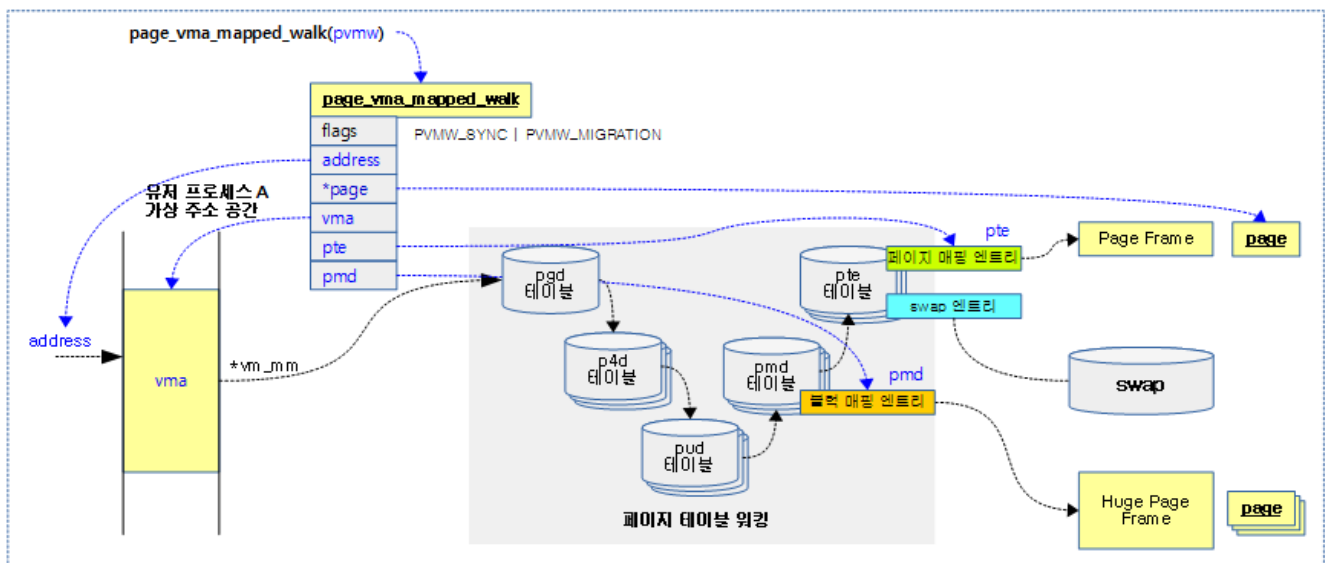 page_vma_mapped_walk(pvmw)
page_vma_mapped_walk
flags
PVMW_SYNC | PVMW_MIGRATION
address
*page
vma
pte
pmd
유저 프로세스 A
가상 주소 공간
address
vma
*vm_mm
pgd
테이블
p4d
테이블
pud
테이블
pmd
테이블
pte
테이블
pte
페이지 매핑 엔트리
swap 엔트리
pmd
블럭 매핑 엔트리
페이지 테이블 워킹
Page Frame
page
swap
Huge Page
Frame
page